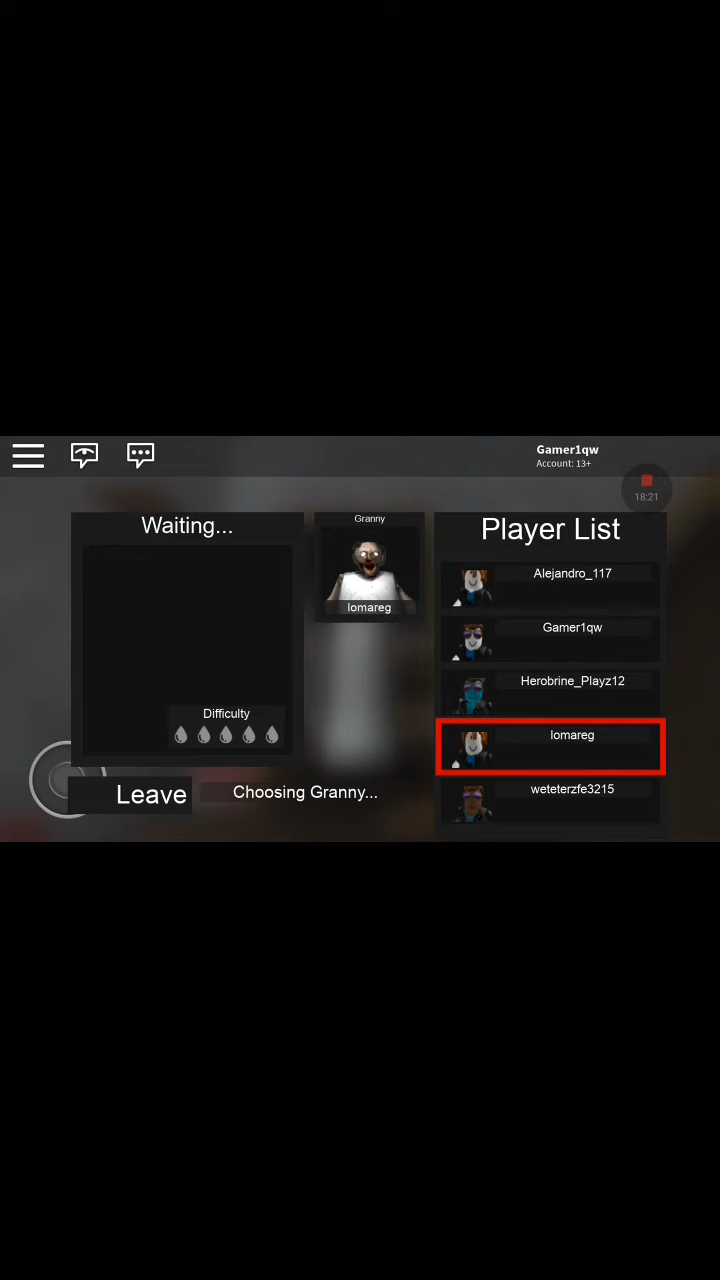 Gamer1qw
Account: 13+
18:21
Waiting...
Granny
lomareg
Player List
Alejandro_117
Gamer1qw
Herobrine_Playz12
lomareg
weteterzfe3215
Difficulty
Leave
Choosing Granny...